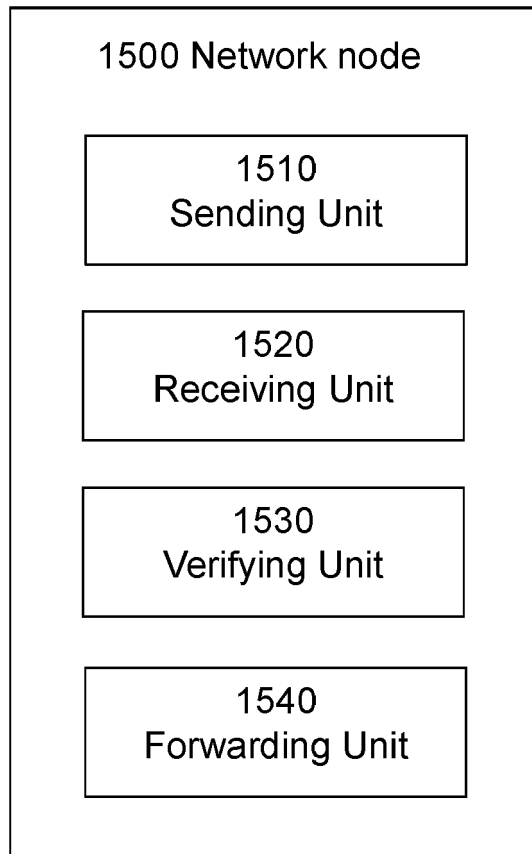 1500 Network node
1510
Sending Unit
1520
Receiving Unit
1530
Verifying Unit
1540
Forwarding Unit